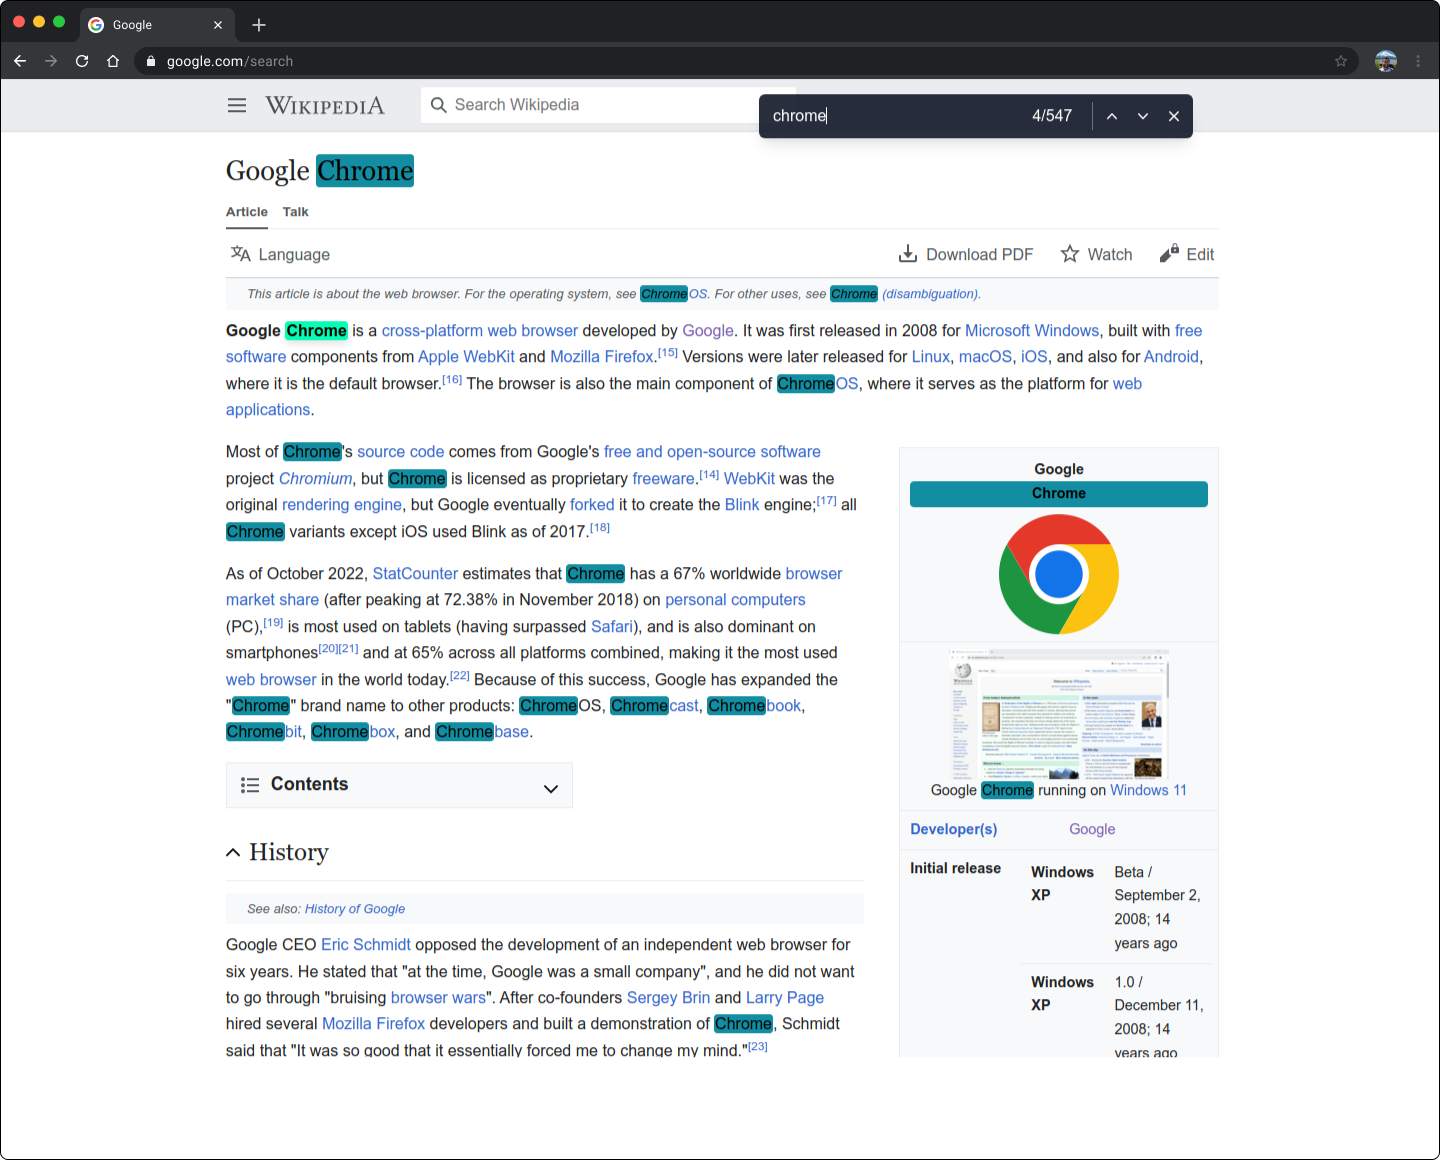 Google
google.com/search
WIKIPEDIA
Search Wikipedia
chrome
4/547
Google Chrome
Article Talk
Language
Download PDF Watch Edit
This article is about the web browser. For the operating system, see ChromeOS. For other uses, see Chrome (disambiguation).
Google Chrome is a cross-platform web browser developed by Google. It was first released in 2008 for Microsoft Windows, built with free
software components from Apple WebKit and Mozilla Firefox.[15] Versions were later released for Linux, macOS, iOS, and also for Android,
where it is the default browser.[16] The browser is also the main component of ChromeOS, where it serves as the platform for web
applications.
Most of Chrome's source code comes from Google's free and open-source software
project Chromium, but Chrome is licensed as proprietary freeware.[14] WebKit was the
original rendering engine, but Google eventually forked it to create the Blink engine;[17] all
Chrome variants except iOS used Blink as of 2017.[18]
As of October 2022, StatCounter estimates that Chrome has a 67% worldwide browser
market share (after peaking at 72.38% in November 2018) on personal computers
(PC),[19] is most used on tablets (having surpassed Safari), and is also dominant on
smartphones[20][21] and at 65% across all platforms combined, making it the most used
web browser in the world today.[22] Because of this success, Google has expanded the
"Chrome" brand name to other products: ChromeOS, Chromecast, Chromebook,
Chromebit, Chromebox, and Chromebase.
Contents
History
See also: History of Google
Google CEO Eric Schmidt opposed the development of an independent web browser for
six years. He stated that "at the time, Google was a small company", and he did not want
to go through "bruising browser wars". After co-founders Sergey Brin and Larry Page
hired several Mozilla Firefox developers and built a demonstration of Chrome, Schmidt
said that "It was so good that it essentially forced me to change my mind."[23]
Google
Chrome
Google Chrome running on Windows 11
Developer(s) Google
Initial release
Windows XP
Beta /
September 2,
2008; 14
years ago
Windows XP
1.0 /
December 11,
2008; 14
years ago